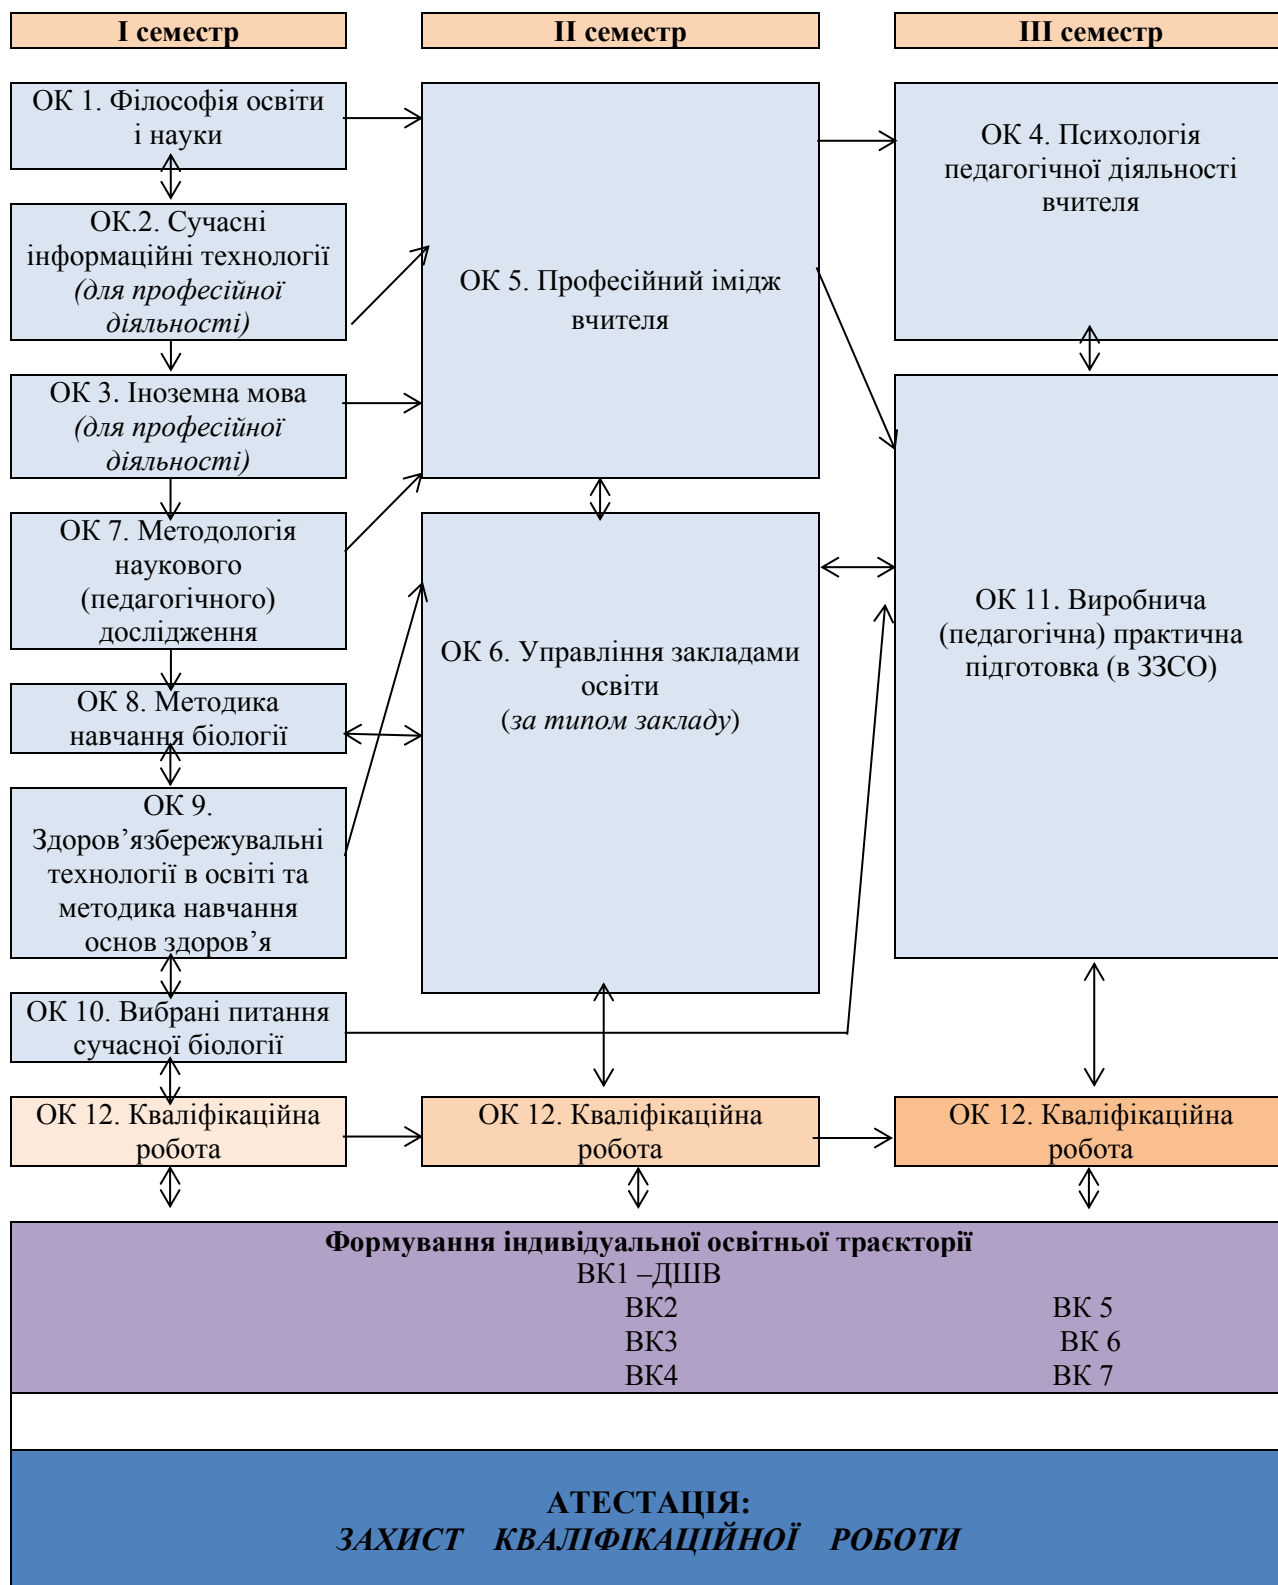 І семестр
ІІ семестр
ІІІ семестр
ОК 1. Філософія освіти
і науки
ОК.2. Сучасні
інформаційні технології
(для професійної
діяльності)
ОК 3. Іноземна мова
(для професійної
діяльності)
ОК 7. Методологія
наукового
(педагогічного)
дослідження
ОК 8. Методика
навчання біології
ОК 9.
Здоров’язбережувальні
технології в освіті та
методика навчання
основ здоров’я
ОК 10. Вибрані питання
сучасної біології
ОК 12. Кваліфікаційна
робота
ОК 5. Професійний імідж
вчителя
ОК 6. Управління закладами
освіти
(за типом закладу)
ОК 12. Кваліфікаційна
робота
ОК 4. Психологія
педагогічної діяльності
вчителя
ОК 11. Виробнича
(педагогічна) практична
підготовка (в ЗЗСО)
ОК 12. Кваліфікаційна
робота
Формування індивідуальної освітньої траєкторії
ВК1 –ДШВ
ВК2 ВК 5
ВК3 ВК 6
ВК4 ВК 7
АТЕСТАЦІЯ:
ЗАХИСТ КВАЛІФІКАЦІЙНОЇ РОБОТИ